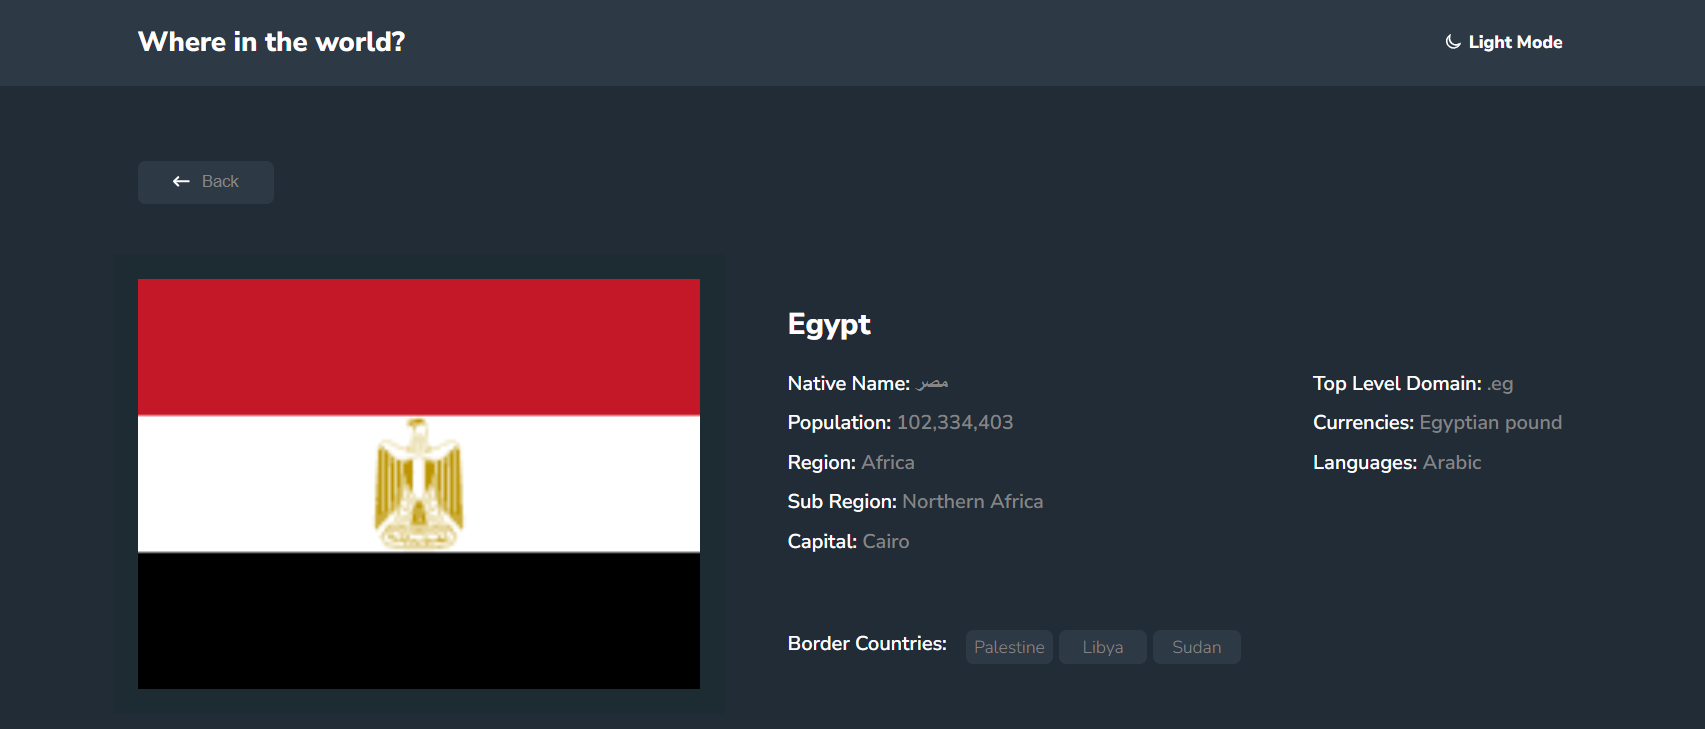 Where in the world?
Light Mode
Back
Egypt
Native Name: مصر
Population: 102,334,403
Region: Africa
Sub Region: Northern Africa
Capital: Cairo
Top Level Domain: .eg
Currencies: Egyptian pound
Languages: Arabic
Border Countries: Palestine Libya Sudan